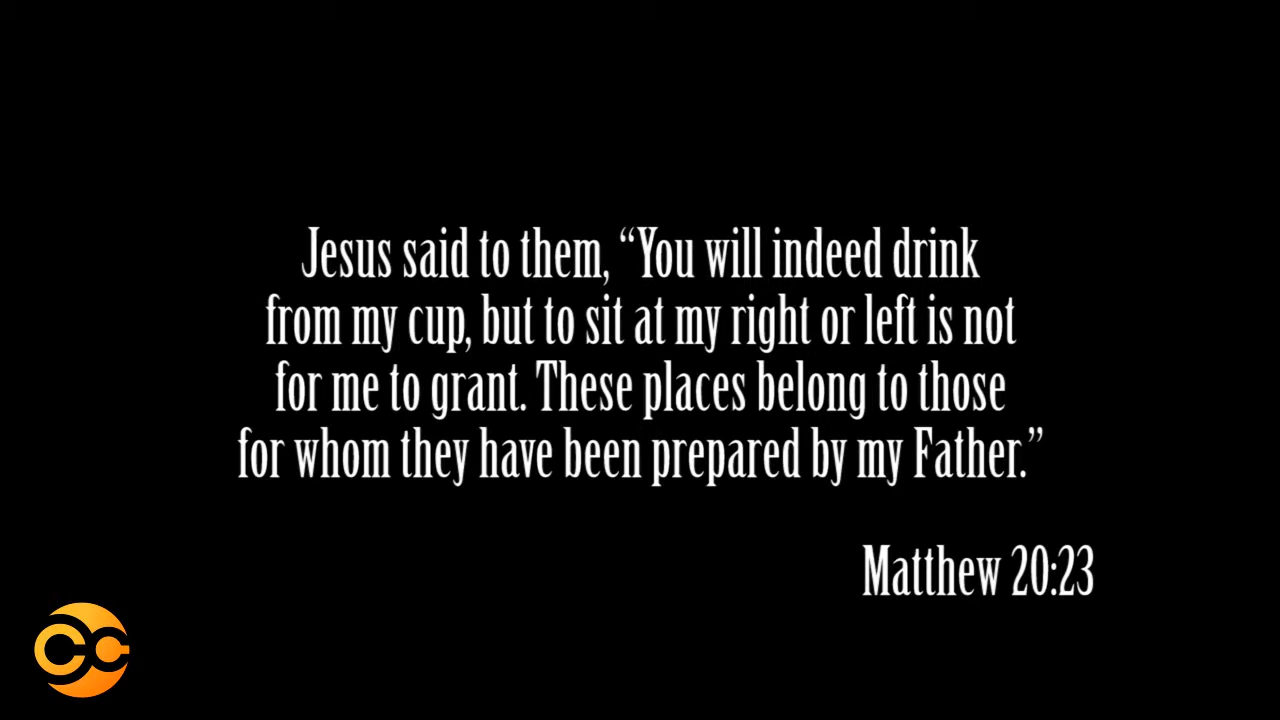 Jesus said to them, “You will indeed drink
from my cup, but to sit at my right or left is not
for me to grant. These places belong to those
for whom they have been prepared by my Father.”
Matthew 20:23
CC